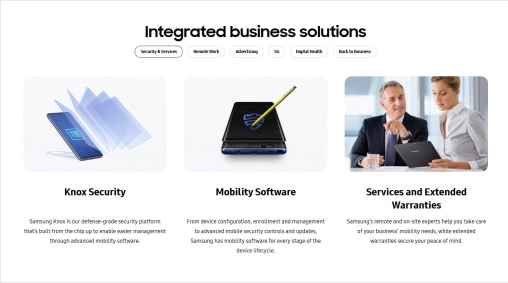 Integrated business solutions
Security & Services
Remote Work
Advertising
5G
Digital Health
Back to Business
Knox Security
Samsung Knox is our defense-grade security platform
that's built from the chip up to enable easier management
through advanced mobility software.
Mobility Software
From device configuration, enrollment and management
to advanced mobile security controls and updates,
Samsung has mobility software for every stage of the
device lifecycle.
Services and Extended
Warranties
Samsung's remote and on-site experts help you take care
of your business' mobility needs, while extended
warranties secure your peace of mind.